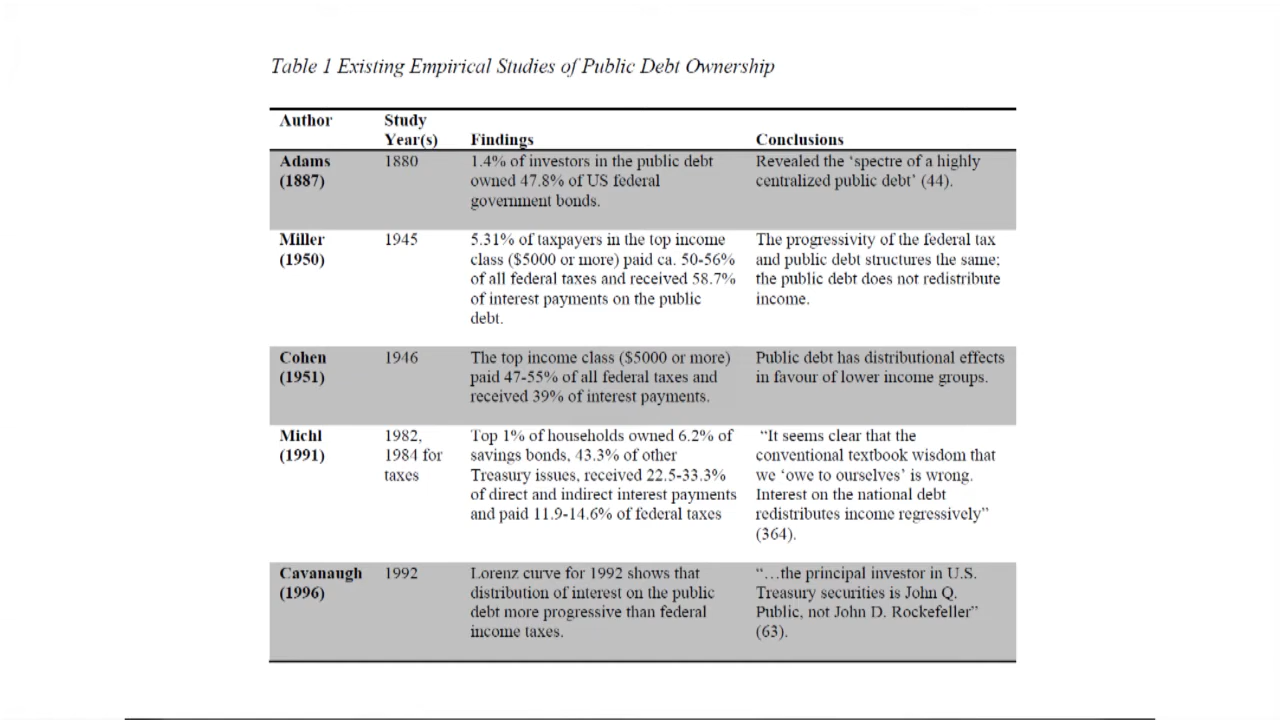 Table 1 Existing Empirical Studies of Public Debt Ownership
Author
Study
Year(s)
Findings
Conclusions
Adams
(1887)
1880
1.4% of investors in the public debt
owned 47.8% of US federal
government bonds.
Revealed the ‘spectre of a highly
centralized public debt’ (44).
Miller
(1950)
1945
5.31% of taxpayers in the top income
class ($5000 or more) paid ca. 50-56%
of all federal taxes and received 58.7%
of interest payments on the public
debt.
The progressivity of the federal tax
and public debt structures the same;
the public debt does not redistribute
income.
Cohen
(1951)
1946
The top income class ($5000 or more)
paid 47-55% of all federal taxes and
received 39% of interest payments.
Public debt has distributional effects
in favour of lower income groups.
Michl
(1991)
1982,
1984 for
taxes
Top 1% of households owned 6.2% of
savings bonds, 43.3% of other
Treasury issues, received 22.5-33.3%
of direct and indirect interest payments
and paid 11.9-14.6% of federal taxes
“It seems clear that the
conventional textbook wisdom that
we ‘owe to ourselves’ is wrong.
Interest on the national debt
redistributes income regressively”
(364).
Cavanaugh
(1996)
1992
Lorenz curve for 1992 shows that
distribution of interest on the public
debt more progressive than federal
income taxes.
“…the principal investor in U.S.
Treasury securities is John Q.
Public, not John D. Rockefeller”
(63).